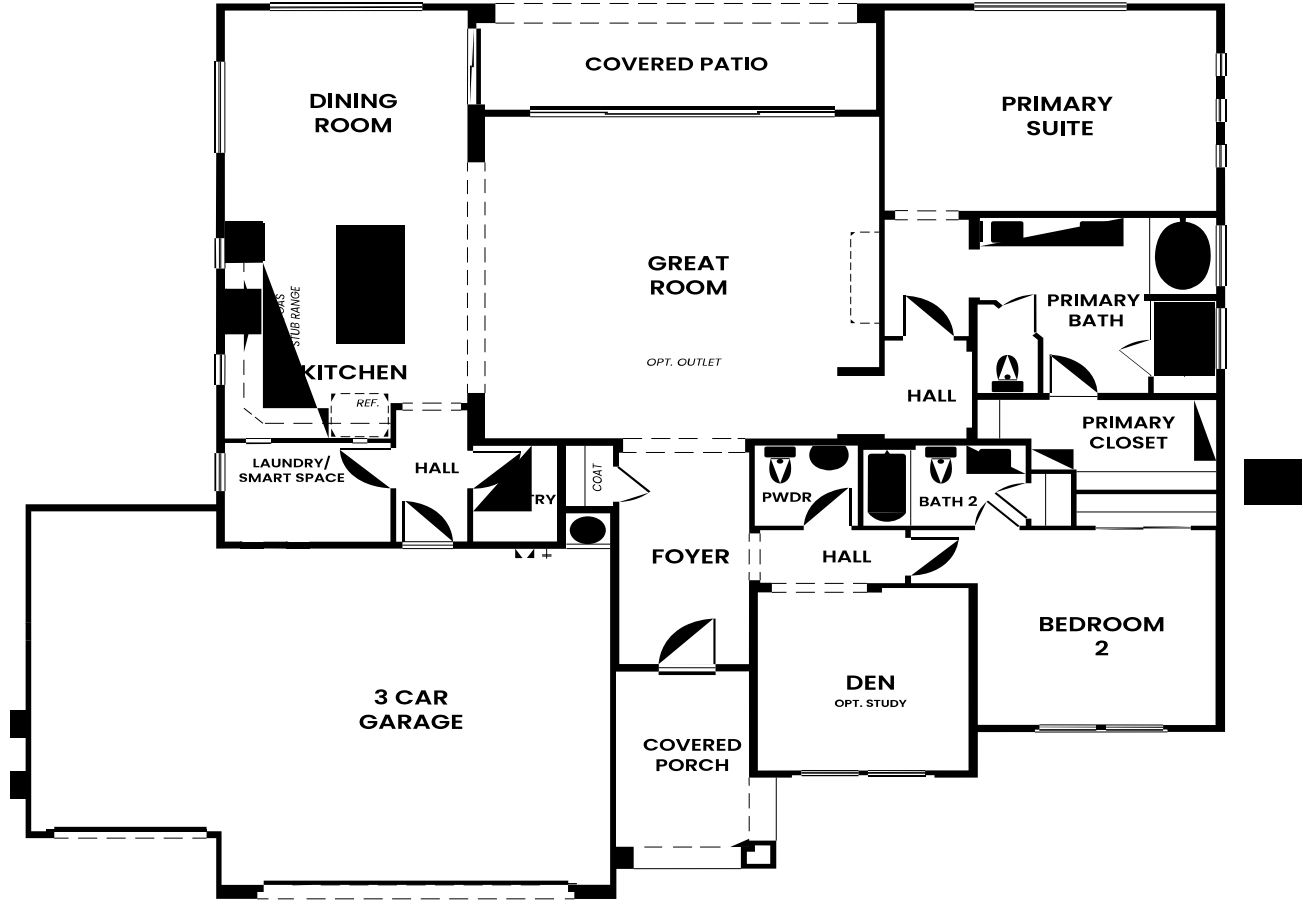 COVERED PATIO
DINING
ROOM
PRIMARY
SUITE
GREAT
ROOM
STUB RANGE
PRIMARY
BATH
OPT. OUTLET
KITCHEN
REF.
HALL
PRIMARY
CLOSET
LAUNDRY/
SMART SPACE
HALL
COAT
PWDR
BATH 2
FOYER
HALL
BEDROOM
2
DEN
OPT. STUDY
3 CAR
GARAGE
COVERED
PORCH